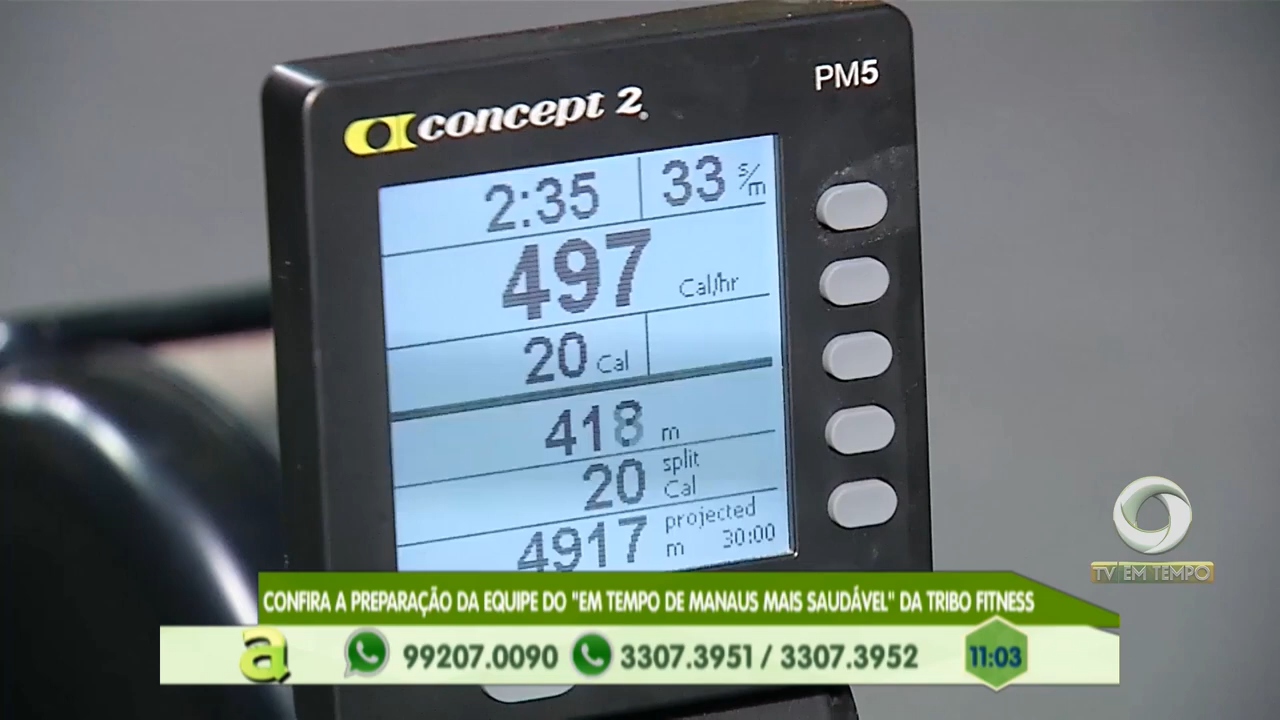 concept 2.
PM5
2:35 33 s/m
497 Cal/hr
20 Cal
418 m
20 split Cal
4917 projected m 30:00
TV EM TEMPO
CONFIRA A PREPARAÇÃO DA EQUIPE DO "EM TEMPO DE MANAUS MAIS SAUDÁVEL" DA TRIBO FITNESS
a 99207.0090 3307.3951 / 3307.3952 11:03